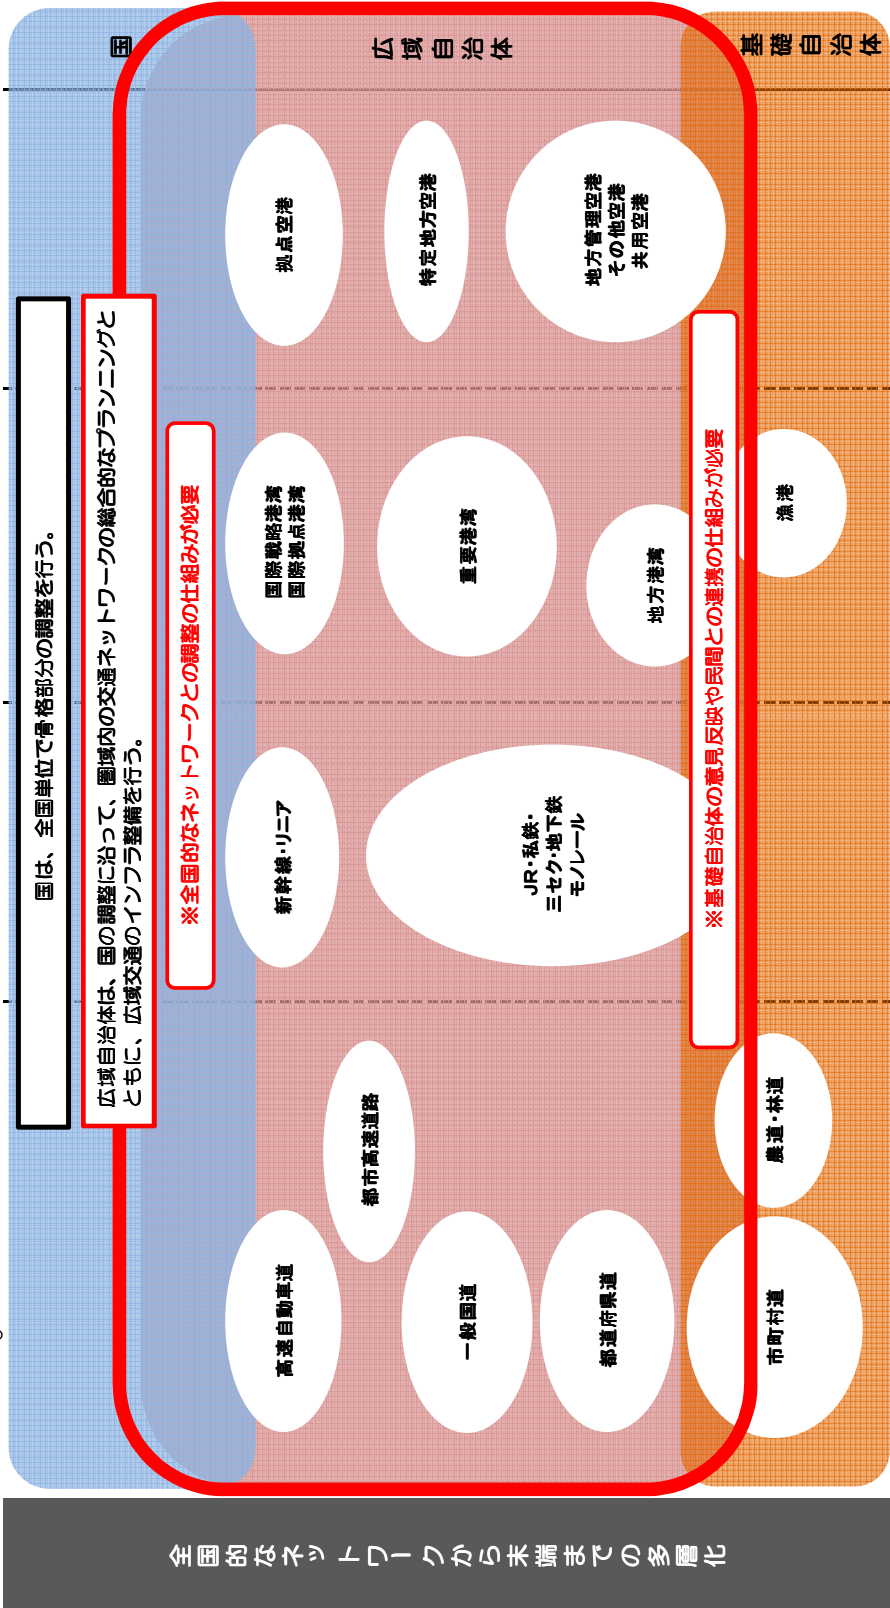 国
広域自治体
基礎自治体
国は、全国単位で骨格部分の調整を行う。
広域自治体は、国の調整に沿って、圏域内の交通ネットワークの総合的なプランニングと
ともに、広域交通のインフラ整備を行う。
※全国的なネットワークとの調整の仕組みが必要
高速自動車道
都市高速道路
新幹線・リニア
国際戦略港湾
国際拠点港湾
拠点空港
一般国道
都道府県道
JR・私鉄・
三セク・地下鉄
モノレール
重要港湾
地方港湾
特定地方空港
地方管理空港
その他空港
共用空港
※基礎自治体の意見反映や民間との連携の仕組みが必要
市町村道
農道・林道
漁港
全国的なネットワークから末端までの多層化